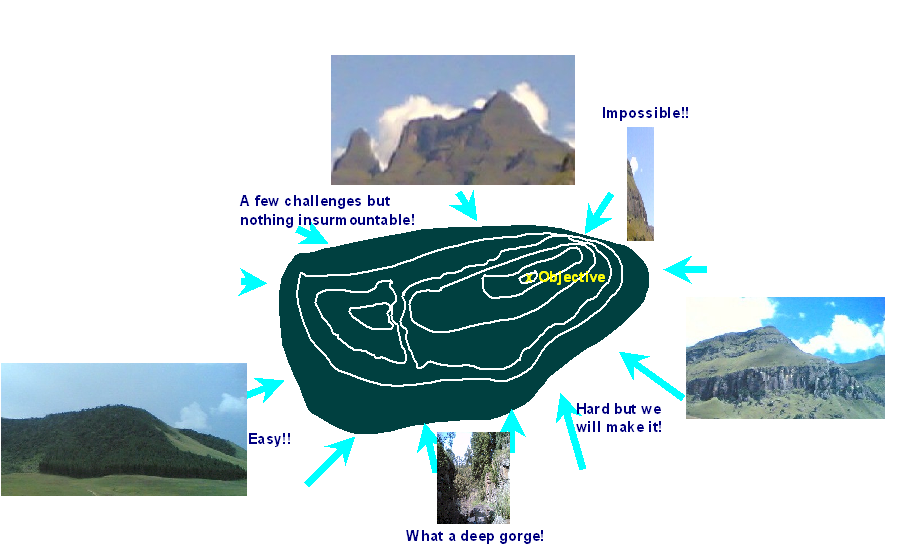 Impossible!!
A few challenges but
nothing insurmountable!
x Objective
Hard but we
will make it!
Easy!!
What a deep gorge!